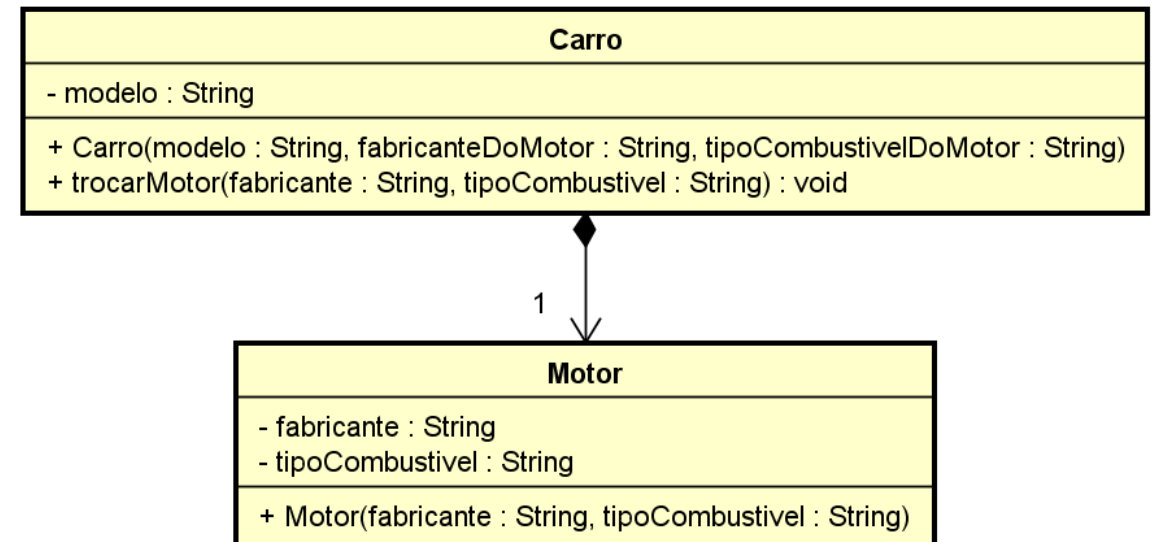 Carro
- modelo : String
+ Carro(modelo : String, fabricanteDoMotor : String, tipoCombustivelDoMotor : String)
+ trocarMotor(fabricante : String, tipoCombustivel : String) : void
1
Motor
- fabricante : String
- tipoCombustivel : String
+ Motor(fabricante : String, tipoCombustivel : String)